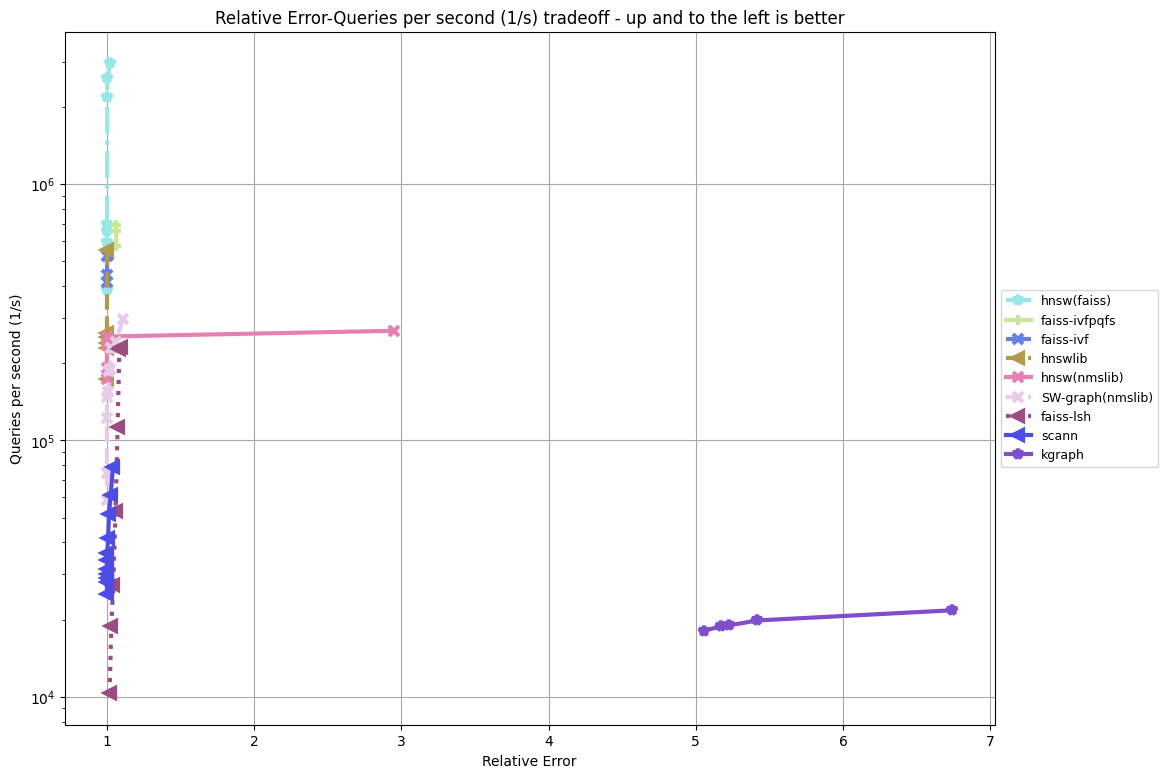 Relative Error-Queries per second (1/s) tradeoff - up and to the left is better
Queries per second (1/s)
10^6
10^5
10^4
1 2 3 4 5 6 7
Relative Error
hnsw(faiss)
faiss-ivfpqfs
faiss-ivf
hnswlib
hnsw(nmslib)
SW-graph(nmslib)
faiss-lsh
scann
kgraph